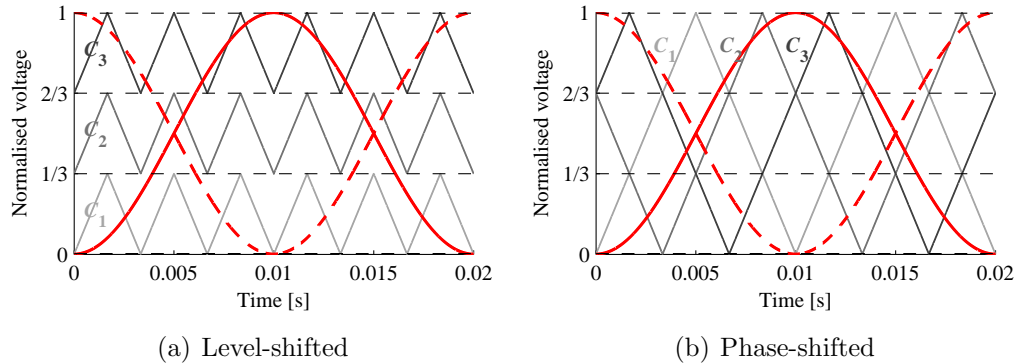 Normalised voltage
1
2/3
1/3
0
C3
C2
C1
0 0.005 0.01 0.015 0.02
Time [s]
(a) Level-shifted
Normalised voltage
1
2/3
1/3
0
C1 C2 C3
0 0.005 0.01 0.015 0.02
Time [s]
(b) Phase-shifted